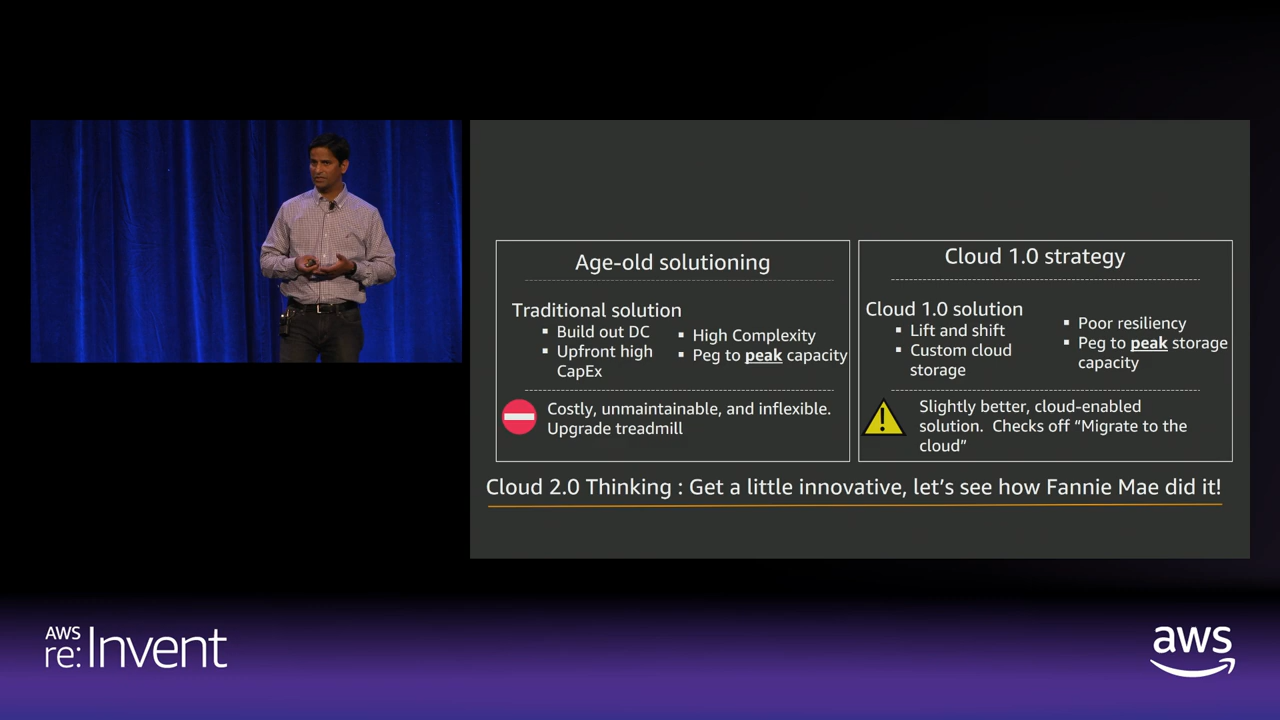 Age-old solutioning
Traditional solution
▪ Build out DC
▪ Upfront high
CapEx
▪ High Complexity
▪ Peg to peak capacity
Costly, unmaintainable, and inflexible.
Upgrade treadmill
Cloud 1.0 strategy
Cloud 1.0 solution
▪ Lift and shift
▪ Custom cloud
storage
▪ Poor resiliency
▪ Peg to peak storage
capacity
Slightly better, cloud-enabled
solution. Checks off “Migrate to the
cloud”
Cloud 2.0 Thinking : Get a little innovative, let’s see how Fannie Mae did it!
AWS
re:Invent
aws